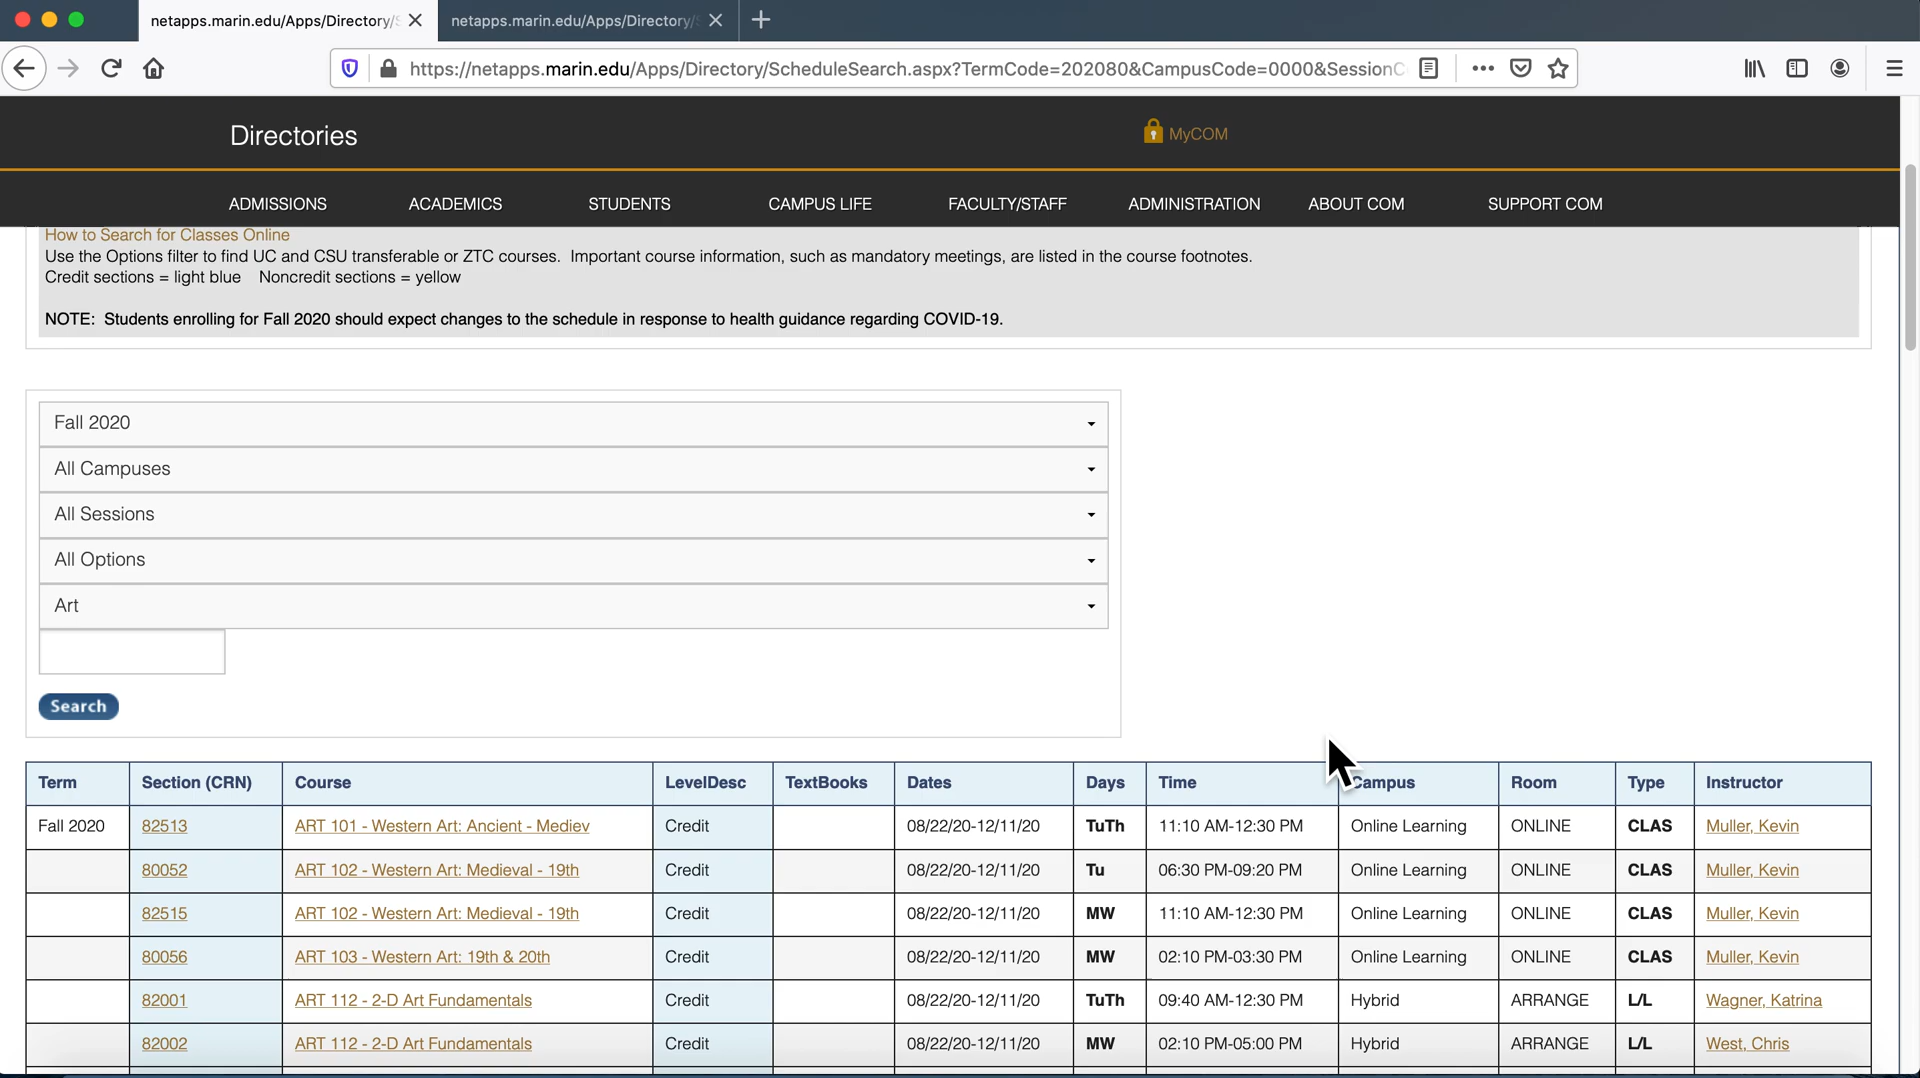 netapps.marin.edu/Apps/Directory/
netapps.marin.edu/Apps/Directory/
https://netapps.marin.edu/Apps/Directory/ScheduleSearch.aspx?TermCode=202080&CampusCode=0000&SessionC
Directories
MyCOM
ADMISSIONS ACADEMICS STUDENTS CAMPUS LIFE FACULTY/STAFF ADMINISTRATION ABOUT COM SUPPORT COM
How to Search for Classes Online
Use the Options filter to find UC and CSU transferable or ZTC courses. Important course information, such as mandatory meetings, are listed in the course footnotes.
Credit sections = light blue Noncredit sections = yellow
NOTE: Students enrolling for Fall 2020 should expect changes to the schedule in response to health guidance regarding COVID-19.
Fall 2020
All Campuses
All Sessions
All Options
Art
Search
Term Section (CRN) Course LevelDesc TextBooks Dates Days Time Campus Room Type Instructor
Fall 2020 82513 ART 101 - Western Art: Ancient - Mediev Credit 08/22/20-12/11/20 TuTh 11:10 AM-12:30 PM Online Learning ONLINE CLAS Muller, Kevin
80052 ART 102 - Western Art: Medieval - 19th Credit 08/22/20-12/11/20 Tu 06:30 PM-09:20 PM Online Learning ONLINE CLAS Muller, Kevin
82515 ART 102 - Western Art: Medieval - 19th Credit 08/22/20-12/11/20 MW 11:10 AM-12:30 PM Online Learning ONLINE CLAS Muller, Kevin
80056 ART 103 - Western Art: 19th & 20th Credit 08/22/20-12/11/20 MW 02:10 PM-03:30 PM Online Learning ONLINE CLAS Muller, Kevin
82001 ART 112 - 2-D Art Fundamentals Credit 08/22/20-12/11/20 TuTh 09:40 AM-12:30 PM Hybrid ARRANGE L/L Wagner, Katrina
82002 ART 112 - 2-D Art Fundamentals Credit 08/22/20-12/11/20 MW 02:10 PM-05:00 PM Hybrid ARRANGE L/L West, Chris